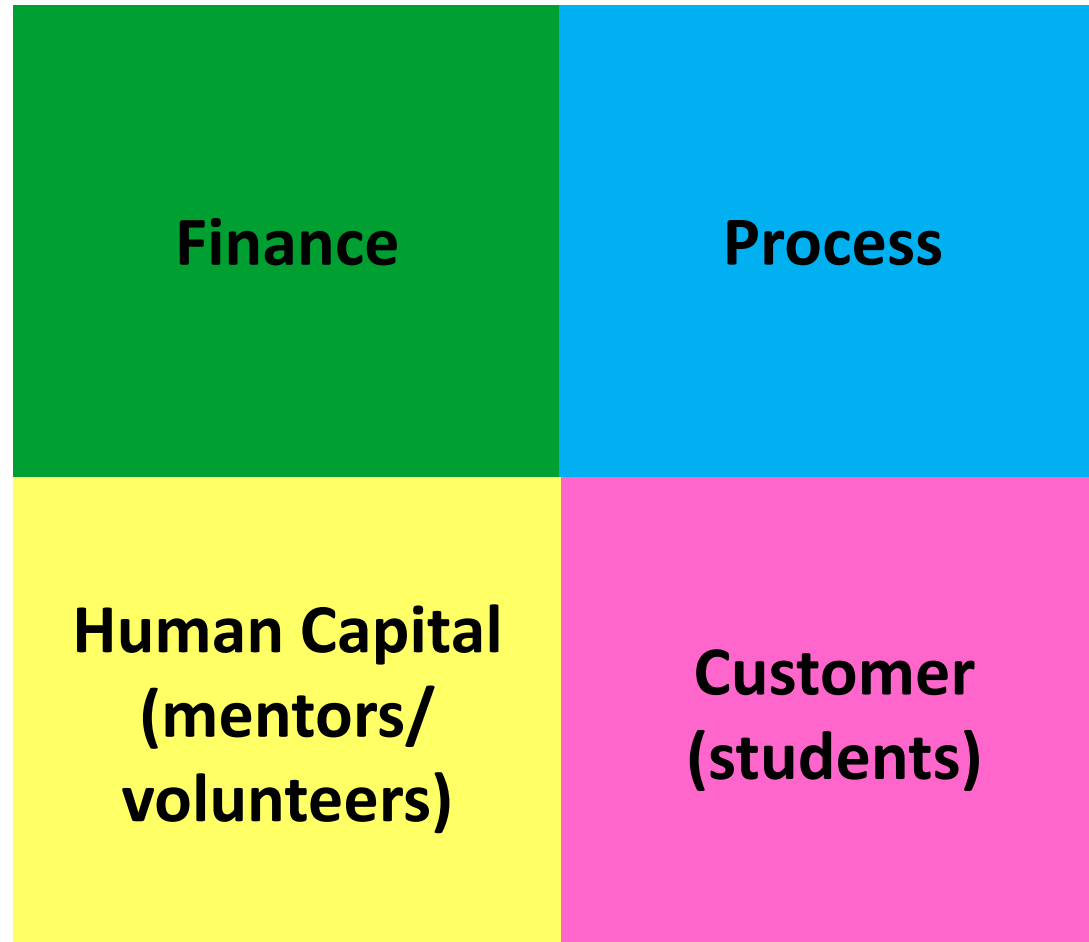 Finance
Process
Human Capital
(mentors/
volunteers)
Customer
(students)